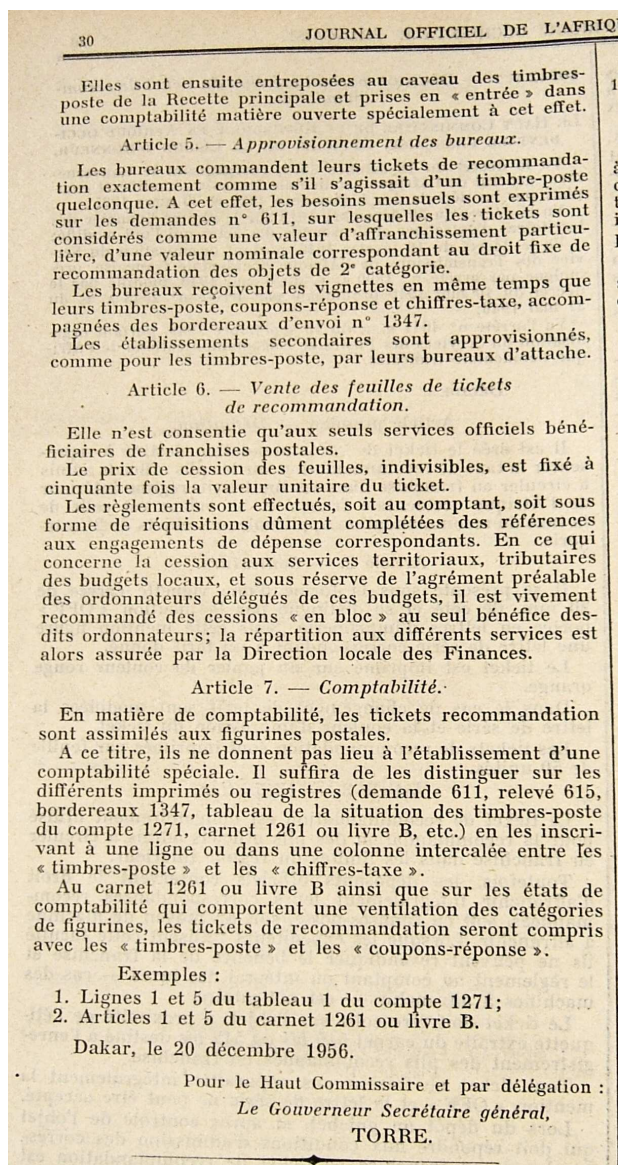 30
JOURNAL OFFICIEL DE L'AFRIQ
Elles sont ensuite entreposées au caveau des timbres-
poste de la Recette principale et prises en « entrée » dans
une comptabilité matière ouverte spécialement à cet effet.
Article 5. — Approvisionnement des bureaux.
Les bureaux commandent leurs tickets de recommanda-
tion exactement comme s'il s'agissait d'un timbre-poste
quelconque. A cet effet, les besoins mensuels sont exprimés
sur les demandes n° 611, sur lesquelles les tickets sont
considérés comme une valeur d'affranchissement particu-
lière, d'une valeur nominale correspondant au droit fixe de
recommandation des objets de 2e catégorie.
Les bureaux reçoivent les vignettes en même temps que
leurs timbres-poste, coupons-réponse et chiffres-taxe, accom-
pagnées des bordereaux d'envoi n° 1347.
Les établissements secondaires sont approvisionnés,
comme pour les timbres-poste, par leurs bureaux d'attache.
Article 6. — Vente des feuilles de tickets
de recommandation.
Elle n'est consentie qu'aux seuls services officiels béné-
ficiaires de franchises postales.
Le prix de cession des feuilles, indivisibles, est fixé à
cinquante fois la valeur unitaire du ticket.
Les règlements sont effectués, soit au comptant, soit sous
forme de réquisitions dûment complétées des références
aux engagements de dépense correspondants. En ce qui
concerne la cession aux services territoriaux, tributaires
des budgets locaux, et sous réserve de l'agrément préalable
des ordonnateurs délégués de ces budgets, il est vivement
recommandé des cessions « en bloc » au seul bénéfice des-
dits ordonnateurs; la répartition aux différents services est
alors assurée par la Direction locale des Finances.
Article 7. — Comptabilité.
En matière de comptabilité, les tickets recommandation
sont assimilés aux figurines postales.
A ce titre, ils ne donnent pas lieu à l'établissement d'une
comptabilité spéciale. Il suffira de les distinguer sur les
différents imprimés ou registres (demande 611, relevé 615,
bordereaux 1347, tableau de la situation des timbres-poste
du compte 1271, carnet 1261 ou livre B, etc.) en les inscri-
vant à une ligne ou dans une colonne intercalée entre les
« timbres-poste » et les « chiffres-taxe ».
Au carnet 1261 ou livre B ainsi que sur les états de
comptabilité qui comportent une ventilation des catégories
de figurines, les tickets de recommandation seront compris
avec les « timbres-poste » et les « coupons-réponse ».
Exemples :
1. Lignes 1 et 5 du tableau 1 du compte 1271;
2. Articles 1 et 5 du carnet 1261 ou livre B.
Dakar, le 20 décembre 1956.
Pour le Haut Commissaire et par délégation :
Le Gouverneur Secrétaire général,
TORRE.